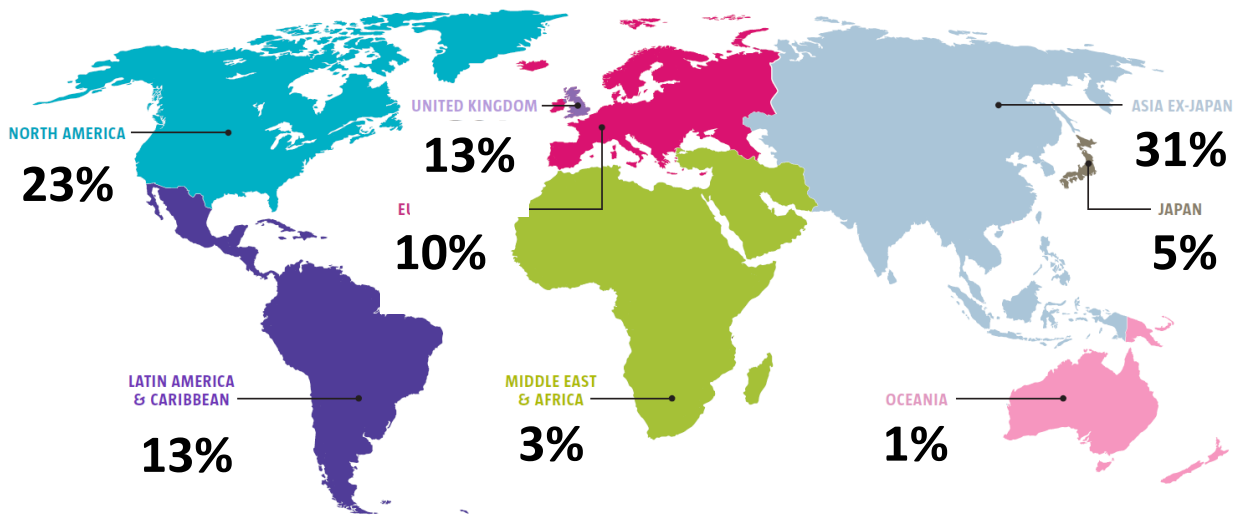 NORTH AMERICA
23%
UNITED KINGDOM
13%
10%
ASIA EX-JAPAN
31%
JAPAN
5%
LATIN AMERICA
& CARIBBEAN
13%
MIDDLE EAST
& AFRICA
3%
OCEANIA
1%